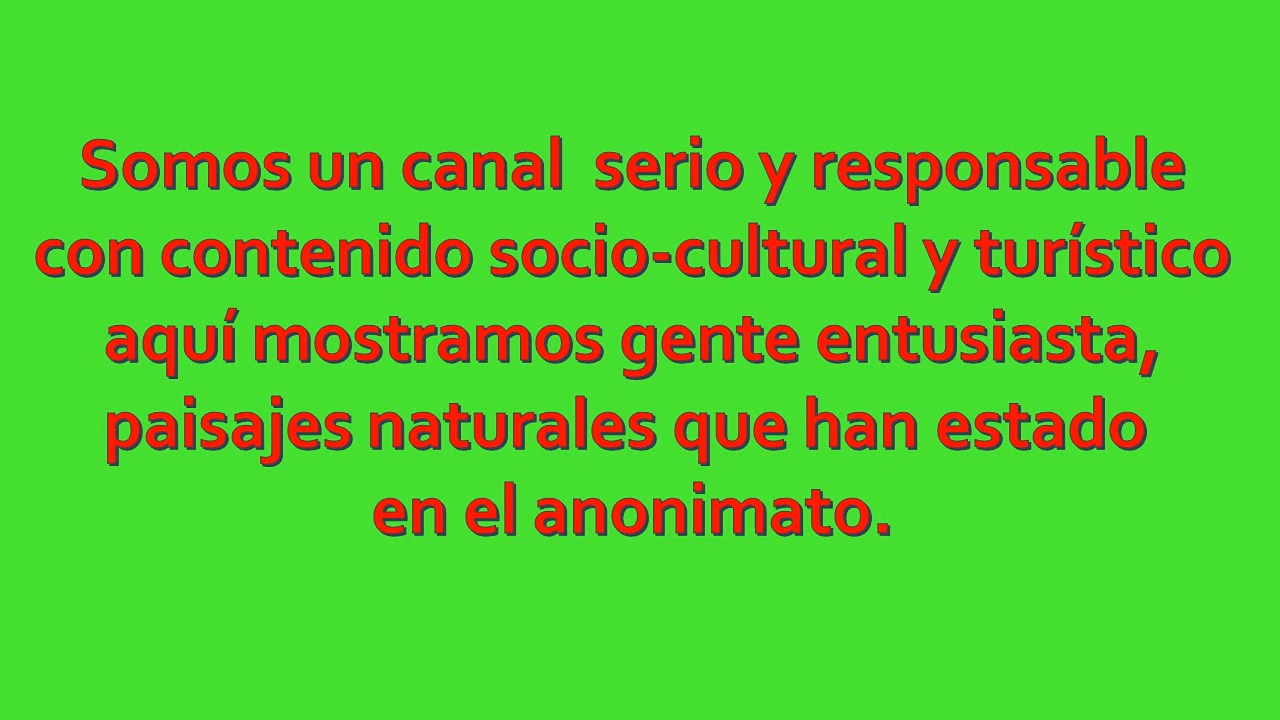 Somos un canal  serio y responsable
con contenido socio-cultural y turístico
aquí mostramos gente entusiasta,
paisajes naturales que han estado
en el anonimato.